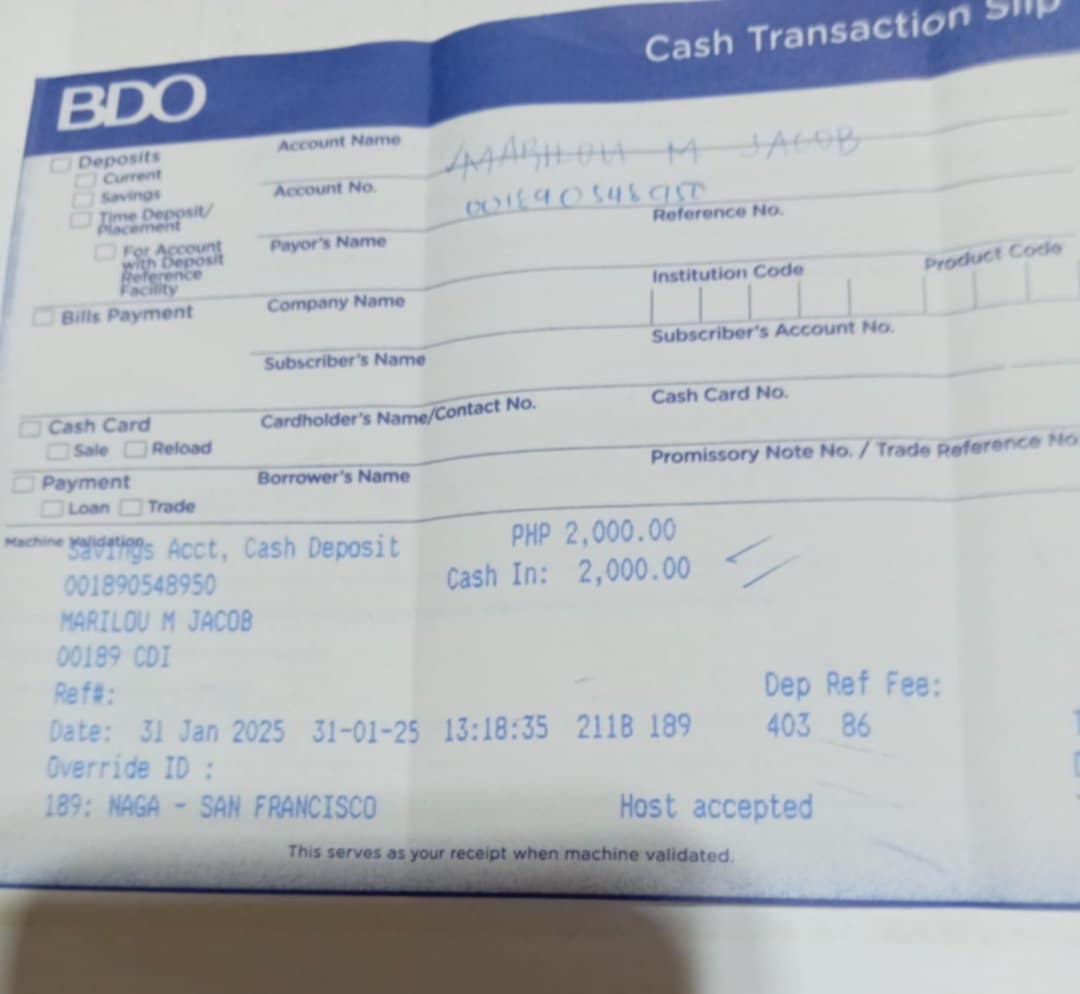 Cash Transaction Slip
BDO
Deposits
Current
Savings
Time Deposit/
Placement
For Account
with Deposit
Reference
Facility
Account Name MARILOU M JACOB
Account No. 001890548950
Reference No.
Payor's Name
Institution Code Product Code
Bills Payment
Company Name
Subscriber's Account No.
Subscriber's Name
Cash Card No.
Cash Card
Sale Reload
Cardholder's Name/Contact No.
Promissory Note No. / Trade Reference No
Payment
Loan Trade
Borrower's Name
Machine Validation
Savings Acct, Cash Deposit PHP 2,000.00
001890548950 Cash In: 2,000.00
MARILOU M JACOB
00189 CDI
Ref#: Dep Ref Fee:
Date: 31 Jan 2025 31-01-25 13:18:35 211B 189 403 86
Override ID :
189: NAGA - SAN FRANCISCO Host accepted
This serves as your receipt when machine validated.